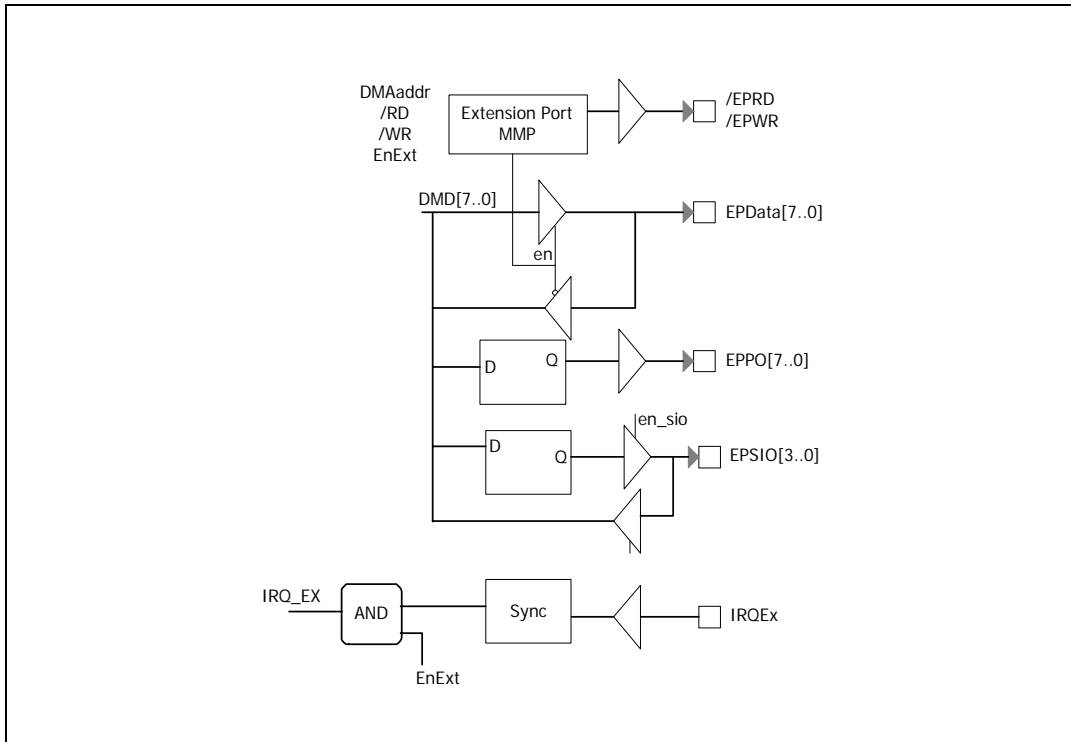 DMAaddr
/RD
/WR
EnExt
Extension Port
MMP
/EPRD
/EPWR
DMD[7..0]
EPData[7..0]
en
D
Q
EPPO[7..0]
en_sio
D
Q
EPSIO[3..0]
IRQ_EX
AND
Sync
IRQEx
EnExt